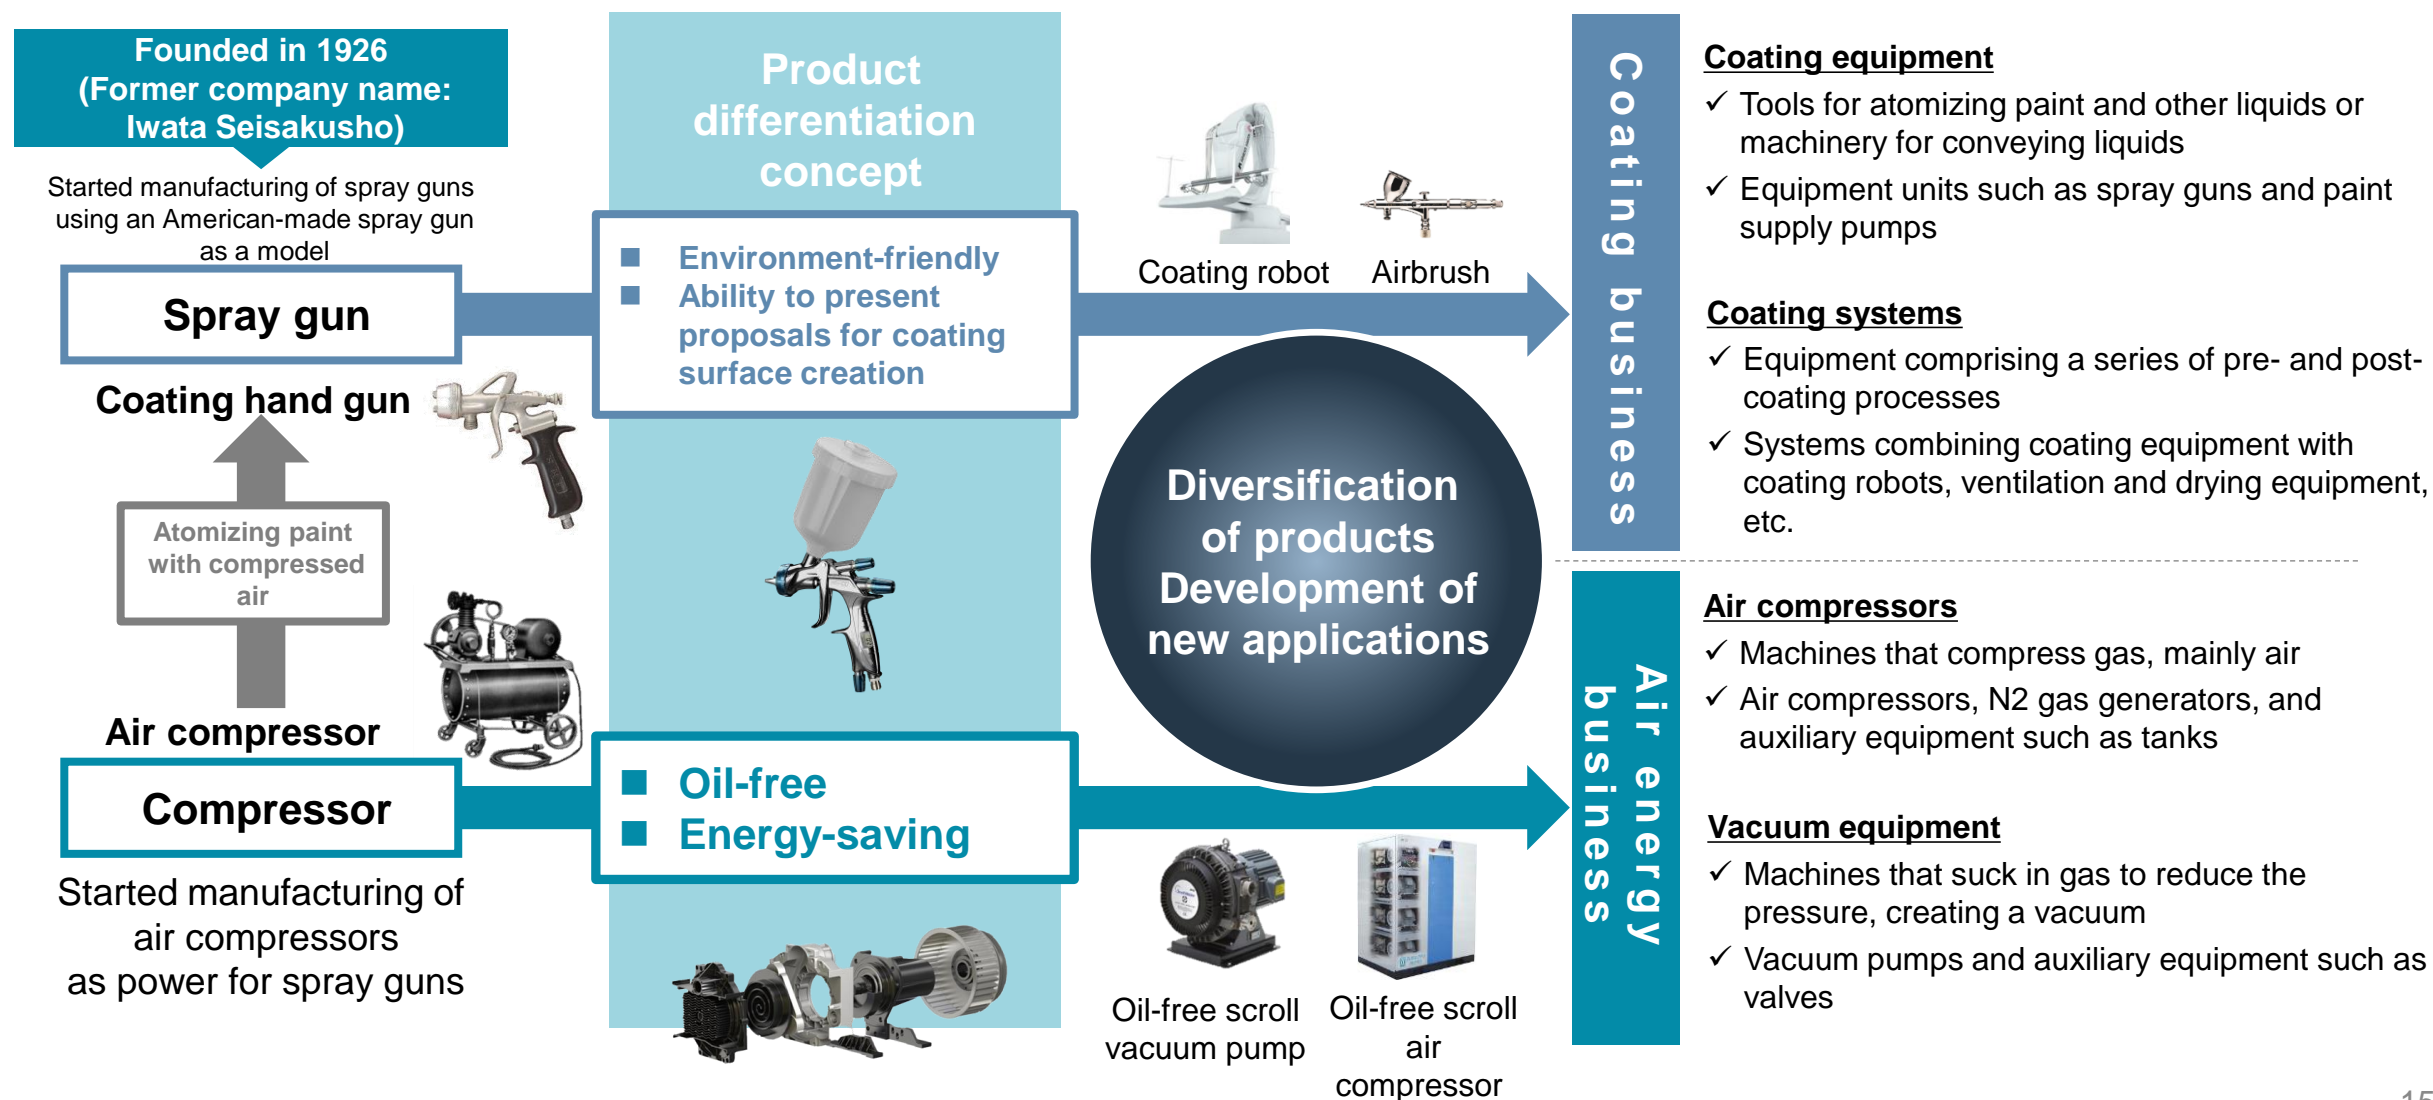 Founded in 1926
(Former company name:
Iwata Seisakusho)
Started manufacturing of spray guns
using an American-made spray gun
as a model
Spray gun
Coating hand gun
Atomizing paint
with compressed
air
Air compressor
Compressor
Started manufacturing of
air compressors
as power for spray guns
Product
differentiation
concept
■ Environment-friendly
■ Ability to present
proposals for coating
surface creation
■ Oil-free
■ Energy-saving
Coating robot
Airbrush
Diversification
of products
Development of
new applications
Oil-free scroll
vacuum pump
Oil-free scroll
air
compressor
Coating business
Coating equipment
✓ Tools for atomizing paint and other liquids or
machinery for conveying liquids
✓ Equipment units such as spray guns and paint
supply pumps
Coating systems
✓ Equipment comprising a series of pre- and post-
coating processes
✓ Systems combining coating equipment with
coating robots, ventilation and drying equipment,
etc.
Air energy
business
Air compressors
✓ Machines that compress gas, mainly air
✓ Air compressors, N2 gas generators, and
auxiliary equipment such as tanks
Vacuum equipment
✓ Machines that suck in gas to reduce the
pressure, creating a vacuum
✓ Vacuum pumps and auxiliary equipment such as
valves
15